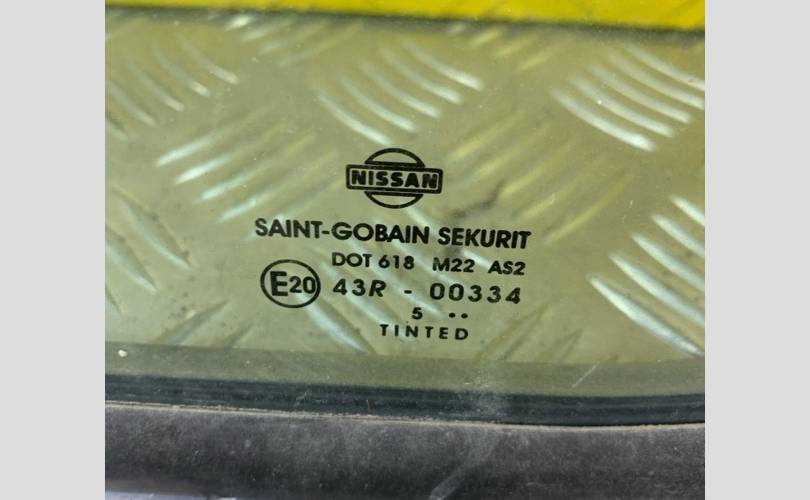 NISSAN
SAINT-GOBAIN SEKURIT
DOT 618 M22 AS2
E20 43R - 00334
5 ..
TINTED